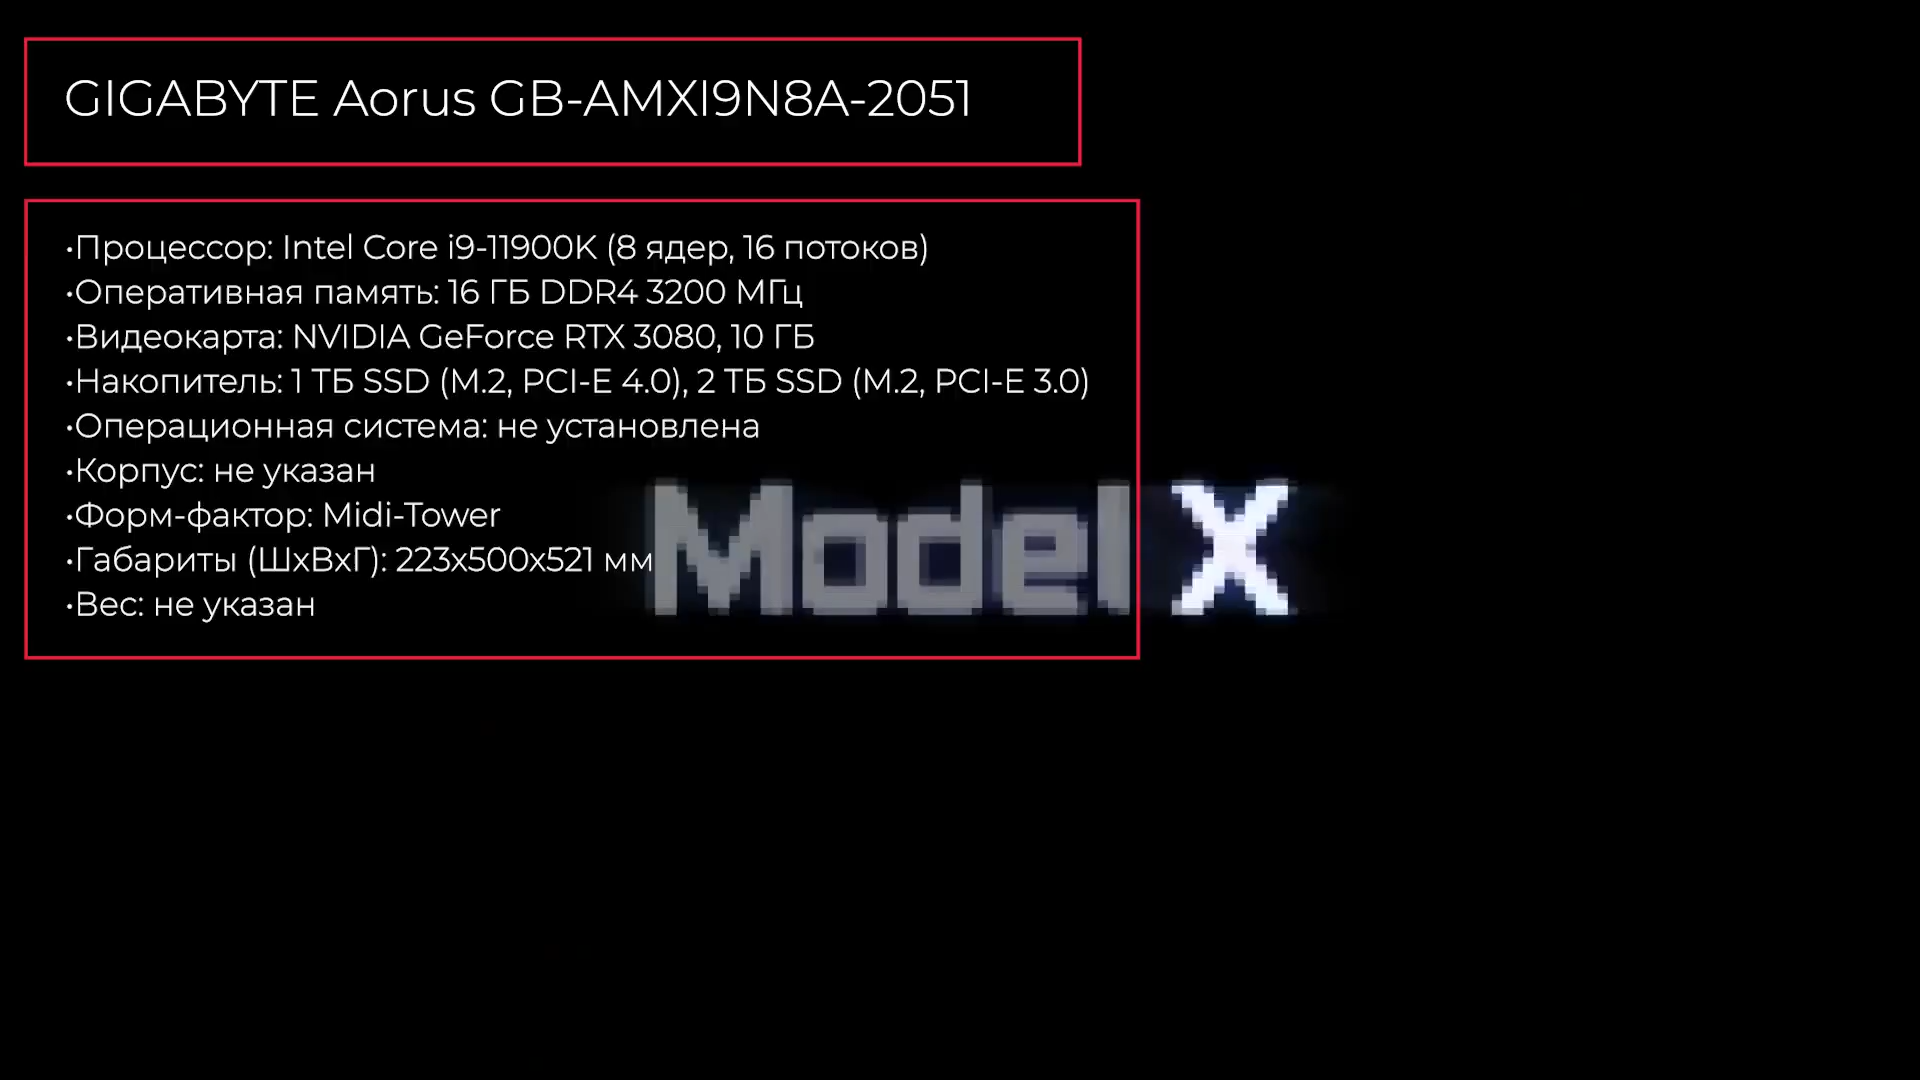 GIGABYTE Aorus GB-AMXI9N8A-2051
•Процессор: Intel Core i9-11900K (8 ядер, 16 потоков)
•Оперативная память: 16 ГБ DDR4 3200 МГц
•Видеокарта: NVIDIA GeForce RTX 3080, 10 ГБ
•Накопитель: 1 ТБ SSD (M.2, PCI-E 4.0), 2 ТБ SSD (M.2, PCI-E 3.0)
•Операционная система: не установлена
•Корпус: не указан
•Форм-фактор: Midi-Tower
•Габариты (ШxВxГ): 223x500x521 мм
•Вес: не указан
Model X